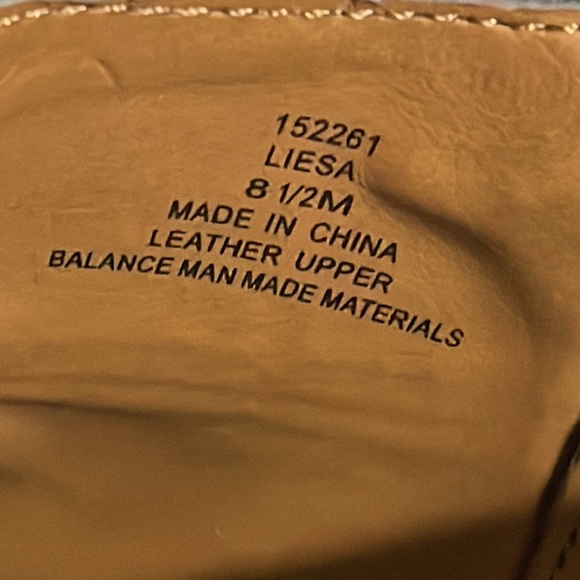 152261
LIESA
8 1/2M
MADE IN CHINA
LEATHER UPPER
BALANCE MAN MADE MATERIALS